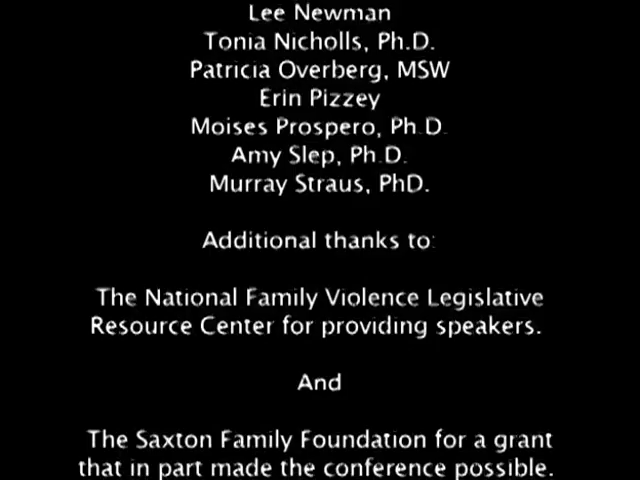 Lee Newman
Tonia Nicholls, Ph.D.
Patricia Overberg, MSW
Erin Pizzey
Moises Prospero, Ph.D.
Amy Slep, Ph.D.
Murray Straus, PhD.
Additional thanks to:
The National Family Violence Legislative
Resource Center for providing speakers.
And
The Saxton Family Foundation for a grant
that in part made the conference possible.